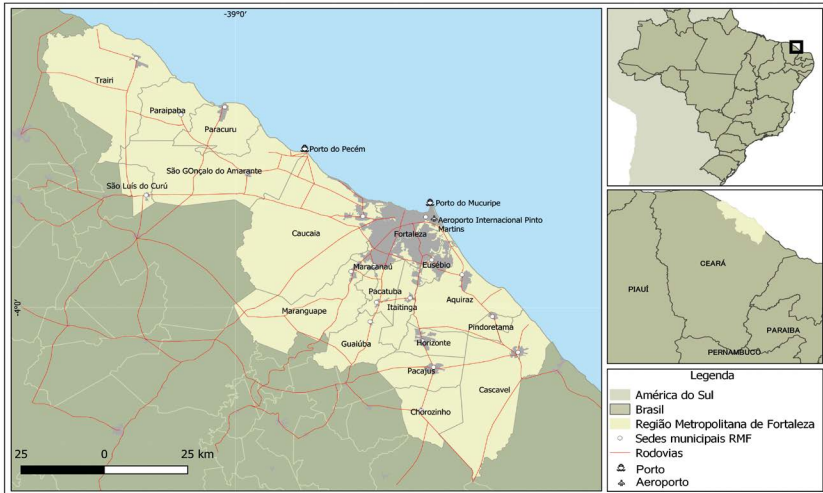 -39°0'
Trairi
Paraipaba
Paracuru
Porto do Pecém
São GOnçalo do Amarante
São Luís do Curú
Porto do Mucuripe
Aeroporto Internacional Pinto
Martins
Caucaia
Fortaleza
Eusébio
Maracanaú
Pacatuba
Itaitinga
Aquiraz
-4°0'
Maranguape
Pindoretama
Guaiúba
Horizonte
Pacajus
Cascavel
Chorozinho
25
0
25 km
CEARÁ
PIAUÍ
PARAIBA
PERNAMBUCO
Legenda
América do Sul
Brasil
Região Metropolitana de Fortaleza
Sedes municipais RMF
Rodovias
Porto
Aeroporto